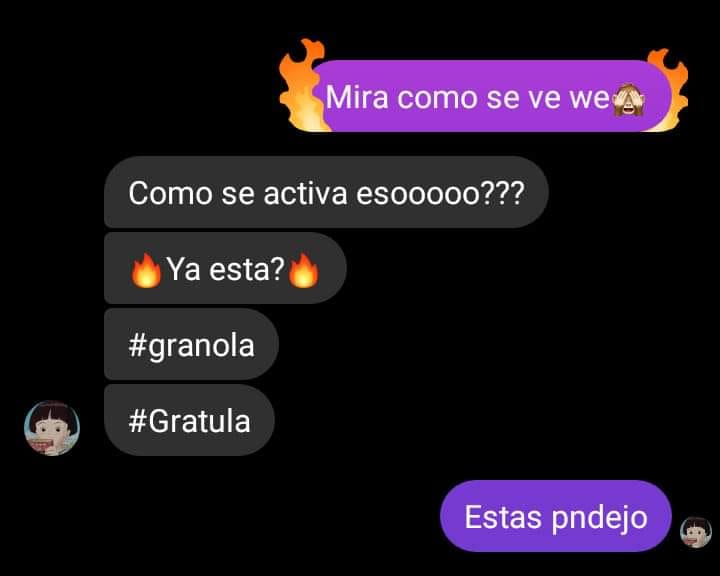 Mira como se ve we🙈
Como se activa esooooo???
🔥Ya esta?🔥
#granola
#Gratula
Estas pndejo